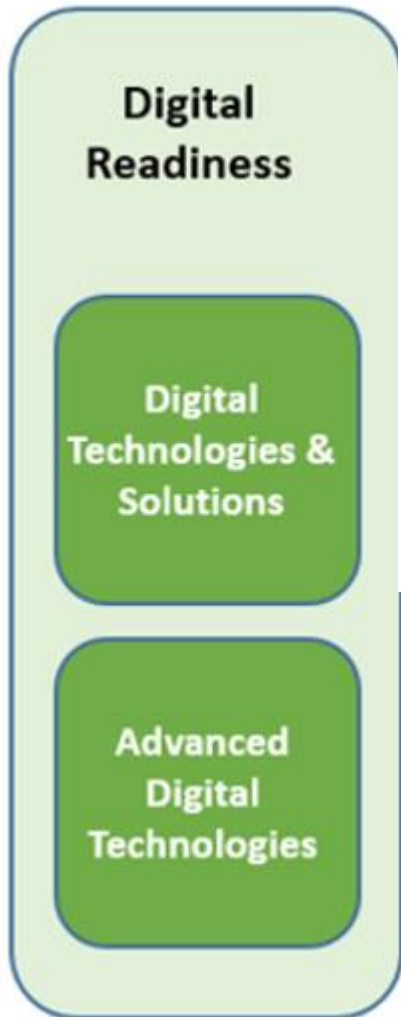 Digital
Readiness
Digital
Technologies &
Solutions
Advanced
Digital
Technologies